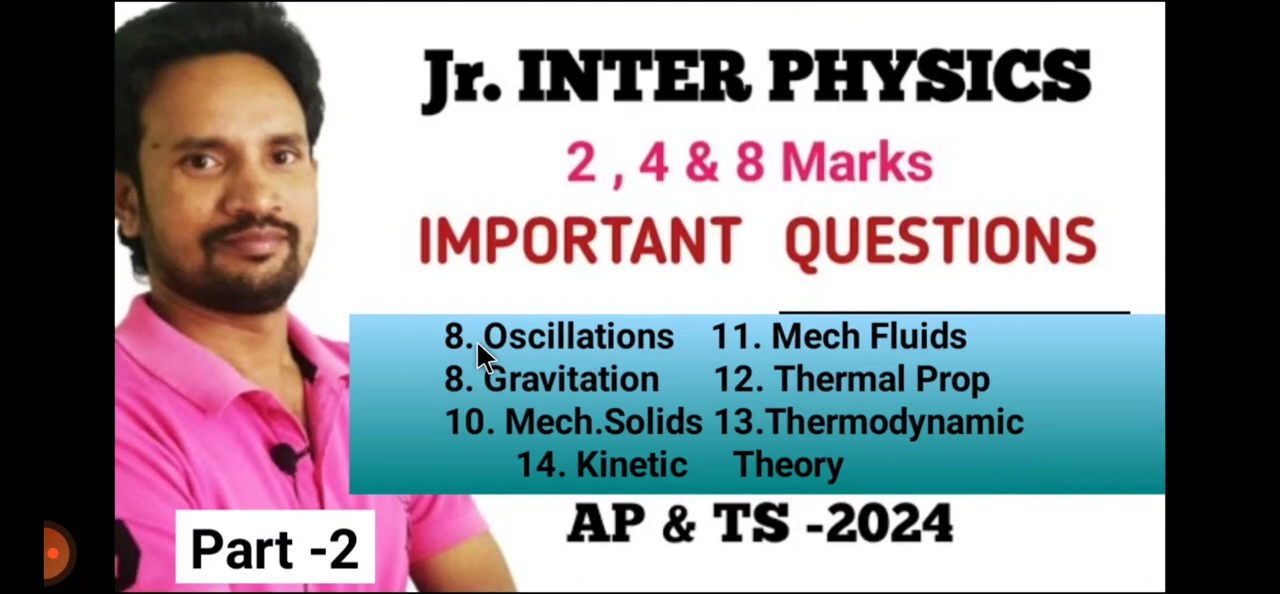 Jr. INTER PHYSICS
2 , 4 & 8 Marks
IMPORTANT QUESTIONS
8. Oscillations 11. Mech Fluids
8. Gravitation 12. Thermal Prop
10. Mech.Solids 13.Thermodynamic
14. Kinetic Theory
AP & TS -2024
Part -2